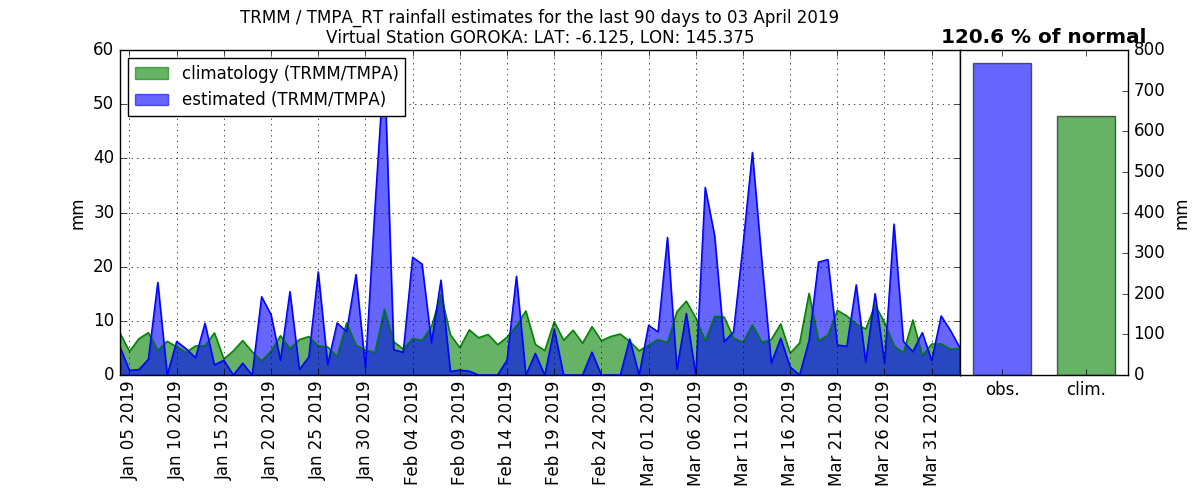 TRMM / TMPA_RT rainfall estimates for the last 90 days to 03 April 2019
Virtual Station GOROKA: LAT: -6.125, LON: 145.375
120.6 % of normal
climatology (TRMM/TMPA)
estimated (TRMM/TMPA)
60
50
40
30
20
10
0
mm
800
700
600
500
400
300
200
100
0
mm
Jan 05 2019
Jan 10 2019
Jan 15 2019
Jan 20 2019
Jan 25 2019
Jan 30 2019
Feb 04 2019
Feb 09 2019
Feb 14 2019
Feb 19 2019
Feb 24 2019
Mar 01 2019
Mar 06 2019
Mar 11 2019
Mar 16 2019
Mar 21 2019
Mar 26 2019
Mar 31 2019
obs.
clim.